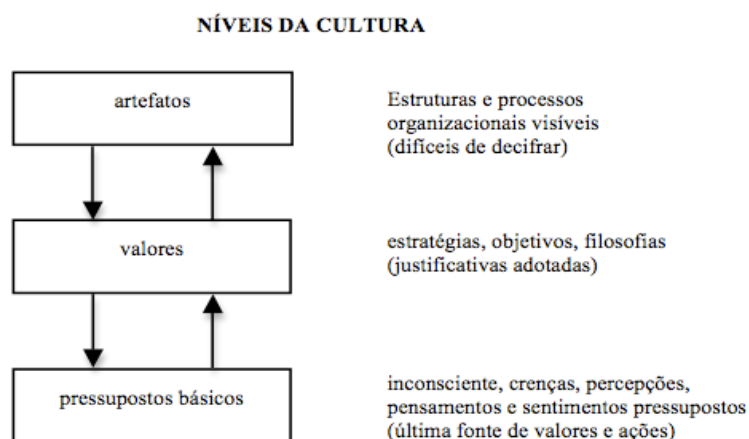 NÍVEIS DA CULTURA
artefatos
Estruturas e processos
organizacionais visíveis
(difíceis de decifrar)
valores
estratégias, objetivos, filosofias
(justificativas adotadas)
pressupostos básicos
inconsciente, crenças, percepções,
pensamentos e sentimentos pressupostos
(última fonte de valores e ações)